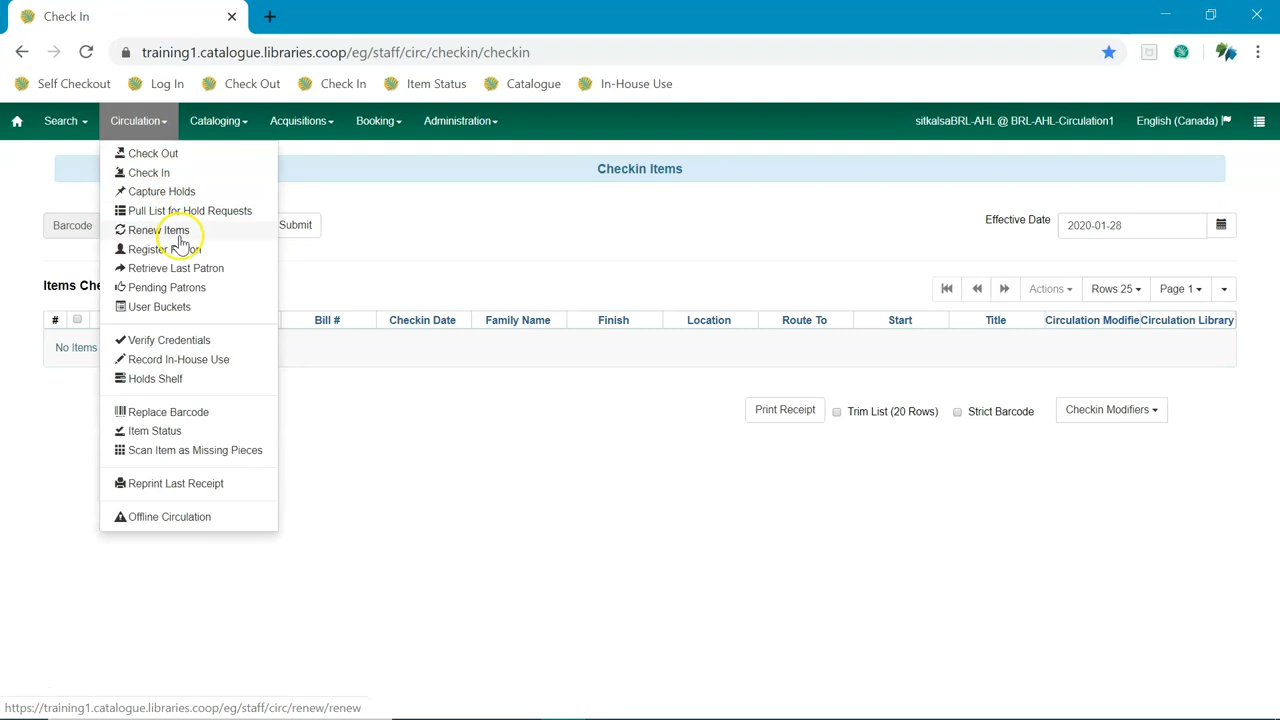 Check In
training1.catalogue.libraries.coop/eg/staff/circ/checkin/checkin
Self Checkout Log In Check Out Check In Item Status Catalogue In-House Use
Search Circulation Cataloging Acquisitions Booking Administration sitkalsaBRL-AHL @ BRL-AHL-Circulation1 English (Canada)
Check Out
Check In
Capture Holds
Pull List for Hold Requests
Renew Items
Register
Retrieve Last Patron
Pending Patrons
User Buckets
Verify Credentials
Record In-House Use
Holds Shelf
Replace Barcode
Item Status
Scan Item as Missing Pieces
Reprint Last Receipt
Offline Circulation
Checkin Items
Barcode Submit Effective Date 2020-01-28
Items Che Actions Rows 25 Page 1
# Bill # Checkin Date Family Name Finish Location Route To Start Title Circulation Modifie Circulation Library
No Items
Print Receipt Trim List (20 Rows) Strict Barcode Checkin Modifiers
https://training1.catalogue.libraries.coop/eg/staff/circ/renew/renew